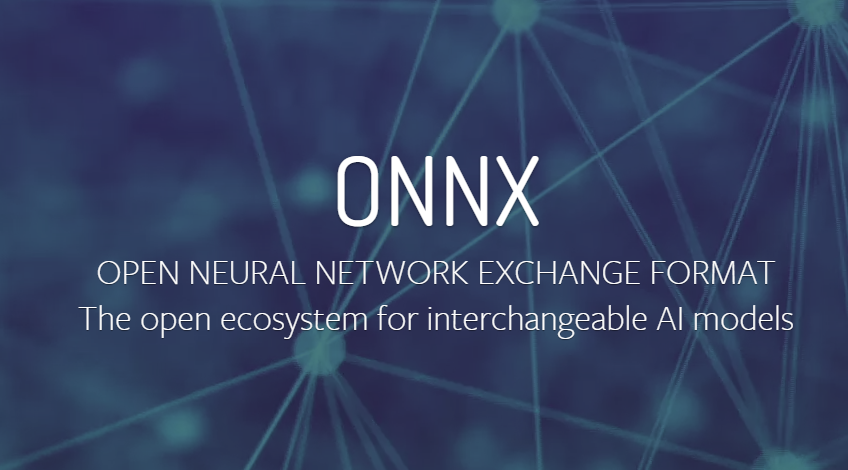 ONNX
OPEN NEURAL NETWORK EXCHANGE FORMAT
The open ecosystem for interchangeable AI models